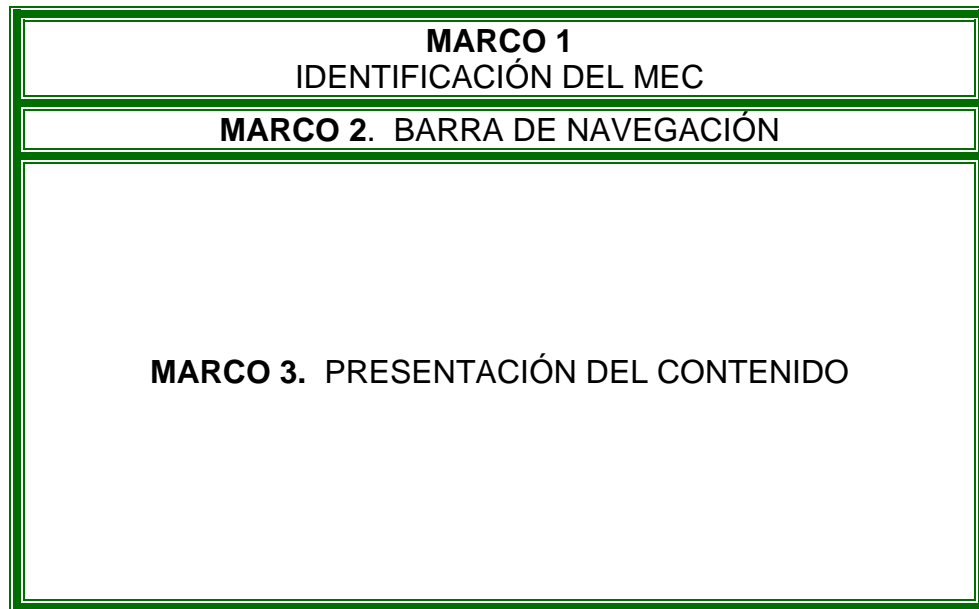 MARCO 1
IDENTIFICACIÓN DEL MEC
MARCO 2. BARRA DE NAVEGACIÓN
MARCO 3. PRESENTACIÓN DEL CONTENIDO